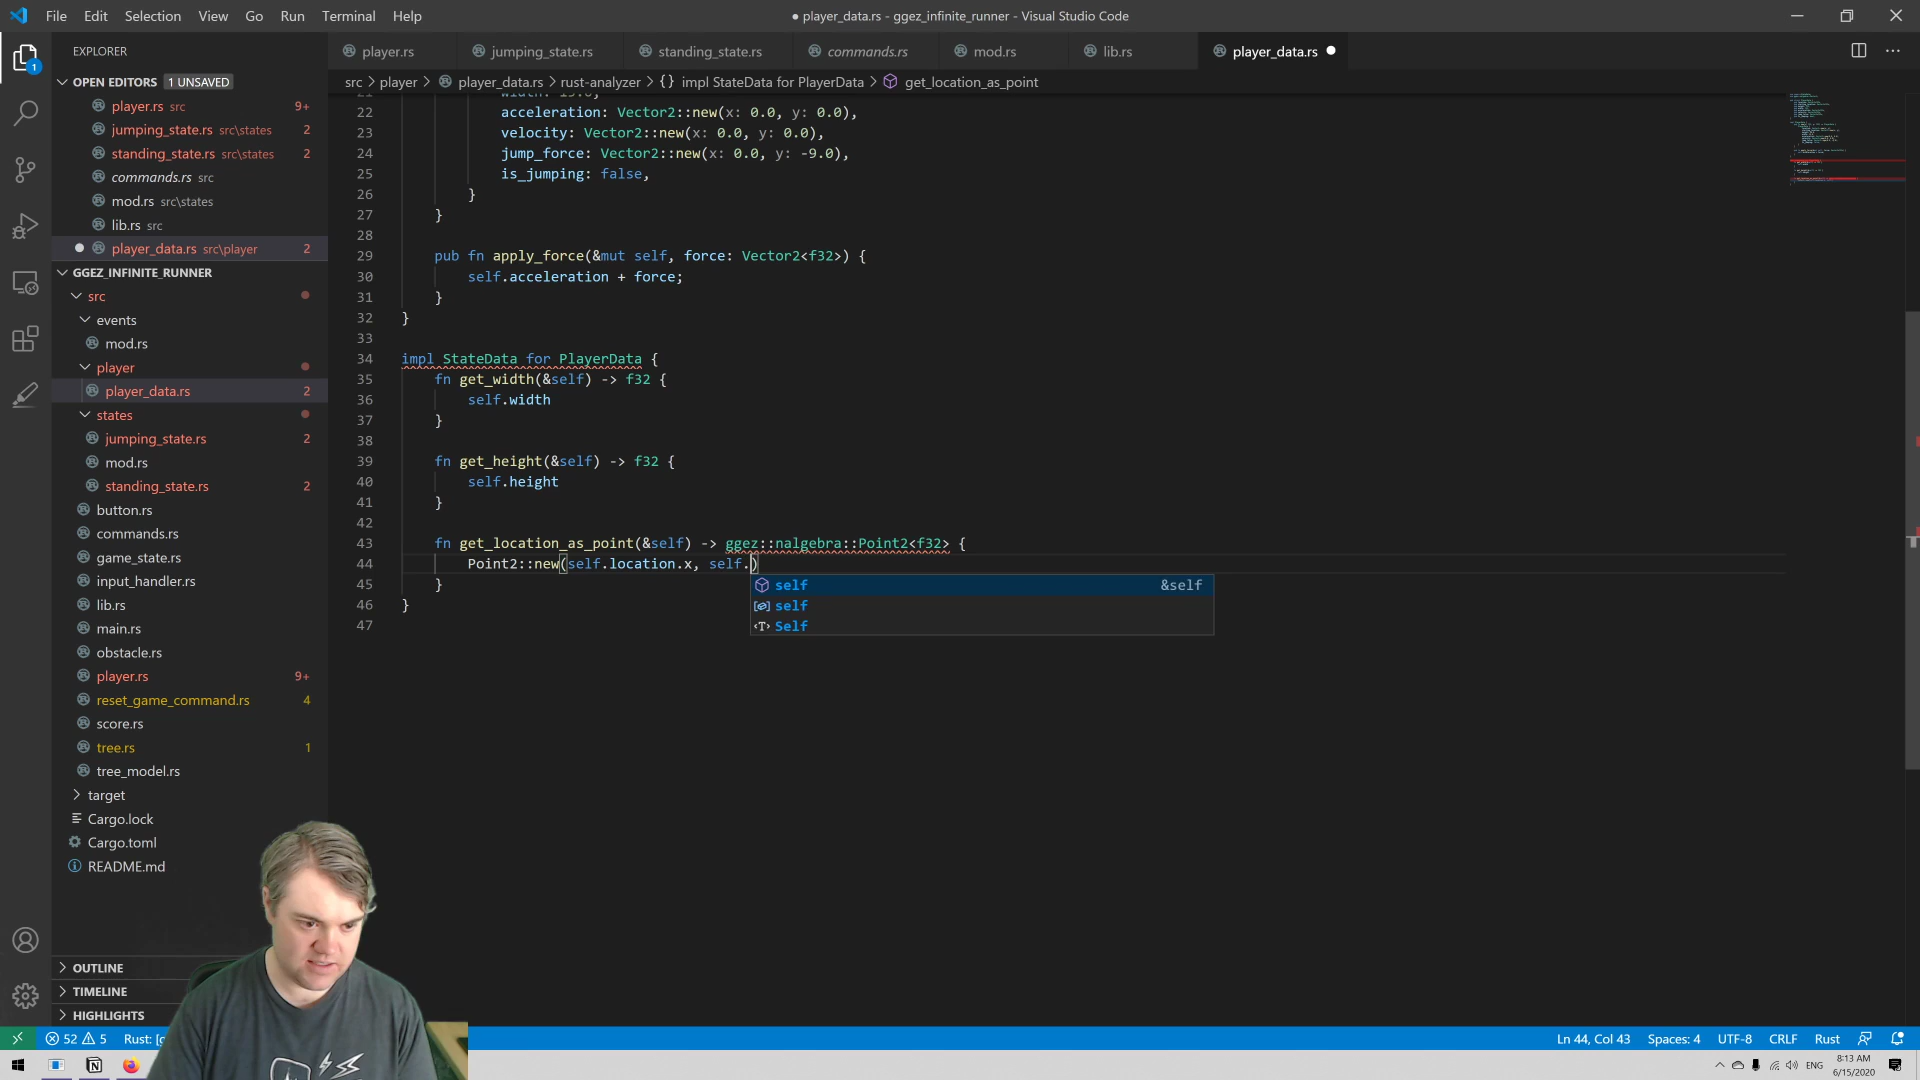 File Edit Selection View Go Run Terminal Help
● player_data.rs - ggez_infinite_runner - Visual Studio Code
EXPLORER
player.rs jumping_state.rs standing_state.rs commands.rs mod.rs lib.rs player_data.rs
OPEN EDITORS 1 UNSAVED
src > player > player_data.rs > rust-analyzer > {} impl StateData for PlayerData > get_location_as_point
player.rs src 9+
jumping_state.rs src\states 2
standing_state.rs src\states 2
commands.rs src
mod.rs src\states
lib.rs src
player_data.rs src\player 2
GGEZ_INFINITE_RUNNER
src
events
mod.rs
player
player_data.rs 2
states
jumping_state.rs 2
mod.rs
standing_state.rs 2
button.rs
commands.rs
game_state.rs
input_handler.rs
lib.rs
main.rs
obstacle.rs
player.rs 9+
reset_game_command.rs 4
score.rs
tree.rs 1
tree_model.rs
target
Cargo.lock
Cargo.toml
README.md
OUTLINE
TIMELINE
HIGHLIGHTS
22 acceleration: Vector2::new(x: 0.0, y: 0.0),
23 velocity: Vector2::new(x: 0.0, y: 0.0),
24 jump_force: Vector2::new(x: 0.0, y: -9.0),
25 is_jumping: false,
26 }
27 }
28
29 pub fn apply_force(&mut self, force: Vector2<f32>) {
30 self.acceleration + force;
31 }
32 }
33
34 impl StateData for PlayerData {
35 fn get_width(&self) -> f32 {
36 self.width
37 }
38
39 fn get_height(&self) -> f32 {
40 self.height
41 }
42
43 fn get_location_as_point(&self) -> ggez::nalgebra::Point2<f32> {
44 Point2::new(self.location.x, self.)
45 }
46 }
47
self &self
self
Self
52 5 Rust:
Ln 44, Col 43 Spaces: 4 UTF-8 CRLF Rust
ENG
8:13 AM
6/15/2020